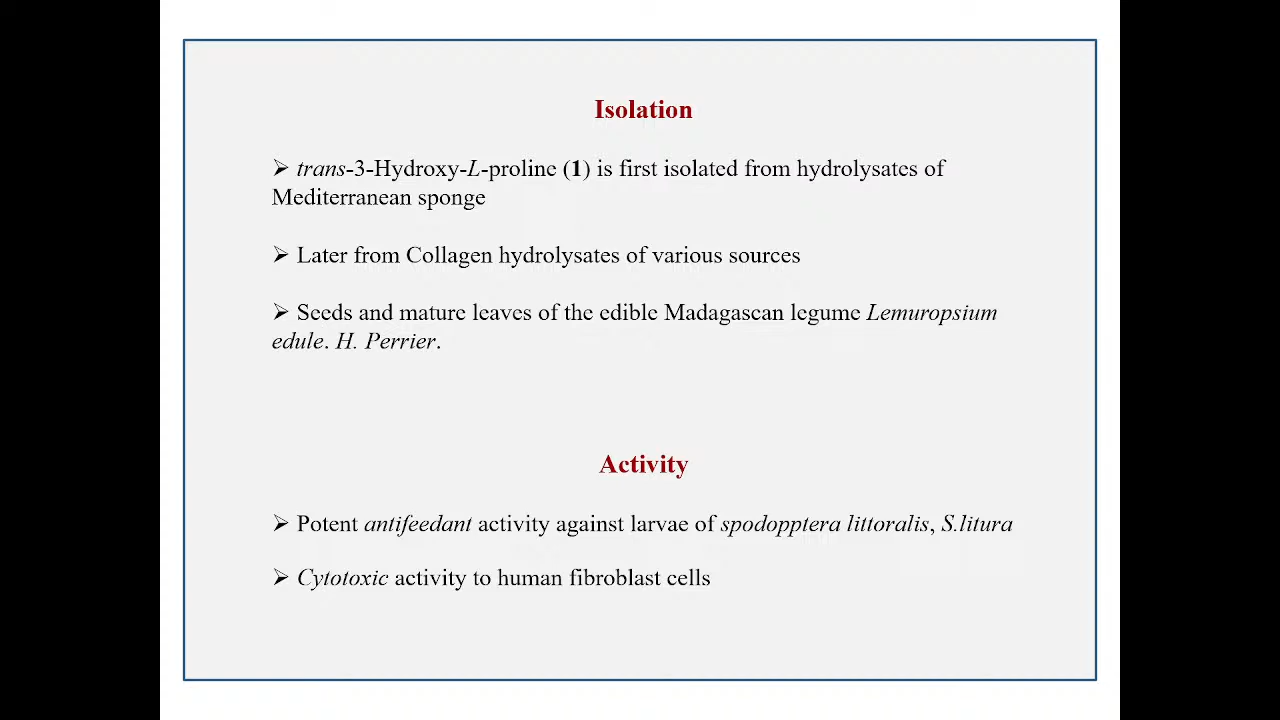 Isolation
➢ trans-3-Hydroxy-L-proline (1) is first isolated from hydrolysates of
Mediterranean sponge
➢ Later from Collagen hydrolysates of various sources
➢ Seeds and mature leaves of the edible Madagascan legume Lemuropsium
edule. H. Perrier.
Activity
➢ Potent antifeedant activity against larvae of spodopptera littoralis, S.litura
➢ Cytotoxic activity to human fibroblast cells